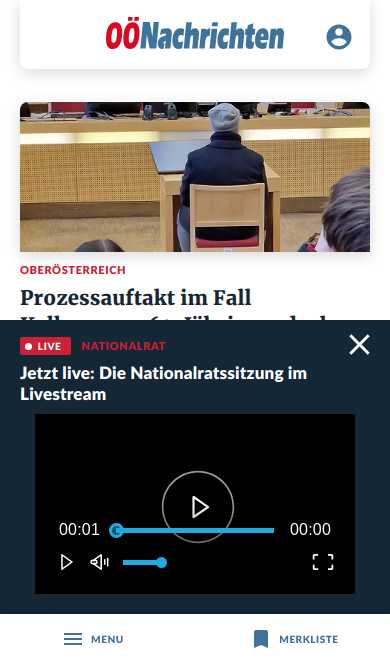 OÖNachrichten
OBERÖSTERREICH
Prozessauftakt im Fall
LIVE NATIONALRAT
Jetzt live: Die Nationalratssitzung im
Livestream
00:01 00:00
MENU MERKLISTE